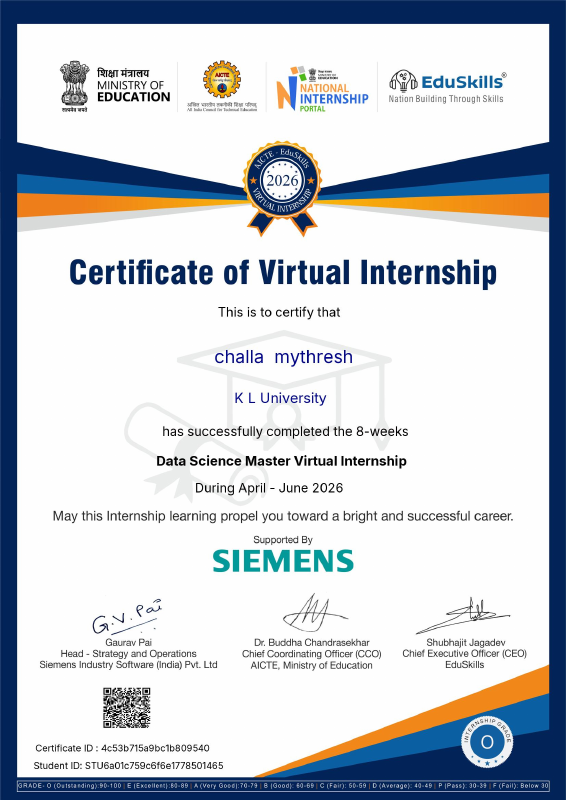 शिक्षा मंत्रालय
MINISTRY OF
EDUCATION
सत्यमेव जयते
AICTE
अखिल भारतीय तकनीकी शिक्षा परिषद्
All India Council for Technical Education
MINISTRY OF
EDUCATION
NATIONAL
INTERNSHIP
PORTAL
EduSkills®
Nation Building Through Skills
AICTE - EduSkills
2026
VIRTUAL INTERNSHIP
Certificate of Virtual Internship
This is to certify that
challa mythresh
K L University
has successfully completed the 8-weeks
Data Science Master Virtual Internship
During April - June 2026
May this Internship learning propel you toward a bright and successful career.
Supported By
SIEMENS
G.V. Pai
Gaurav Pai
Head - Strategy and Operations
Siemens Industry Software (India) Pvt. Ltd
Dr. Buddha Chandrasekhar
Chief Coordinating Officer (CCO)
AICTE, Ministry of Education
Shubhajit Jagadev
Chief Executive Officer (CEO)
EduSkills
Certificate ID : 4c53b715a9bc1b809540
Student ID: STU6a01c759c6f6e1778501465
INTERNSHIP GRADE
O
GRADE- O (Outstanding):90-100 | E (Excellent):80-89 | A (Very Good):70-79 | B (Good): 60-69 | C (Fair): 50-59 | D (Average): 40-49 | P (Pass): 30-39 | F (Fail): Below 30